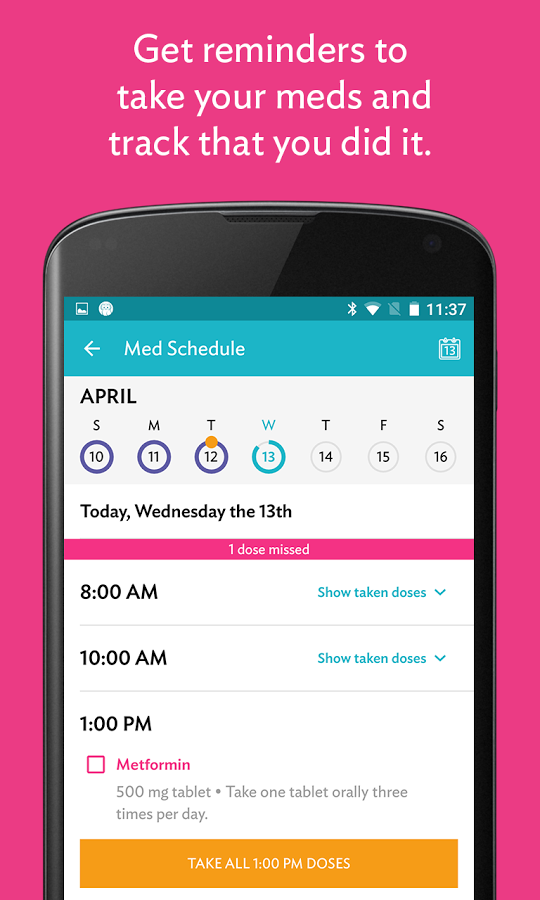 Get reminders to
take your meds and
track that you did it.
11:37
Med Schedule
13
APRIL
S M T W T F S
10 11 12 13 14 15 16
Today, Wednesday the 13th
1 dose missed
8:00 AM Show taken doses
10:00 AM Show taken doses
1:00 PM
Metformin
500 mg tablet • Take one tablet orally three
times per day.
TAKE ALL 1:00 PM DOSES